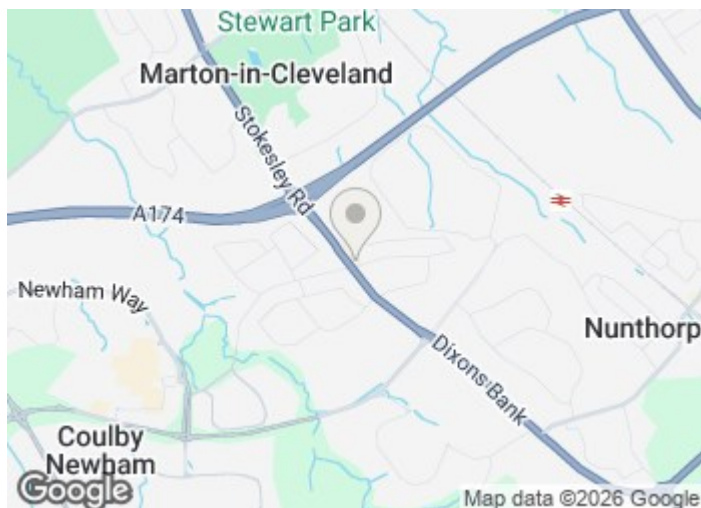 Stewart Park
Marton-in-Cleveland
Stokesley Rd
A174
Newham Way
Nunthorp
Dixons Bank
Coulby
Newham
Google
Map data ©2026 Google